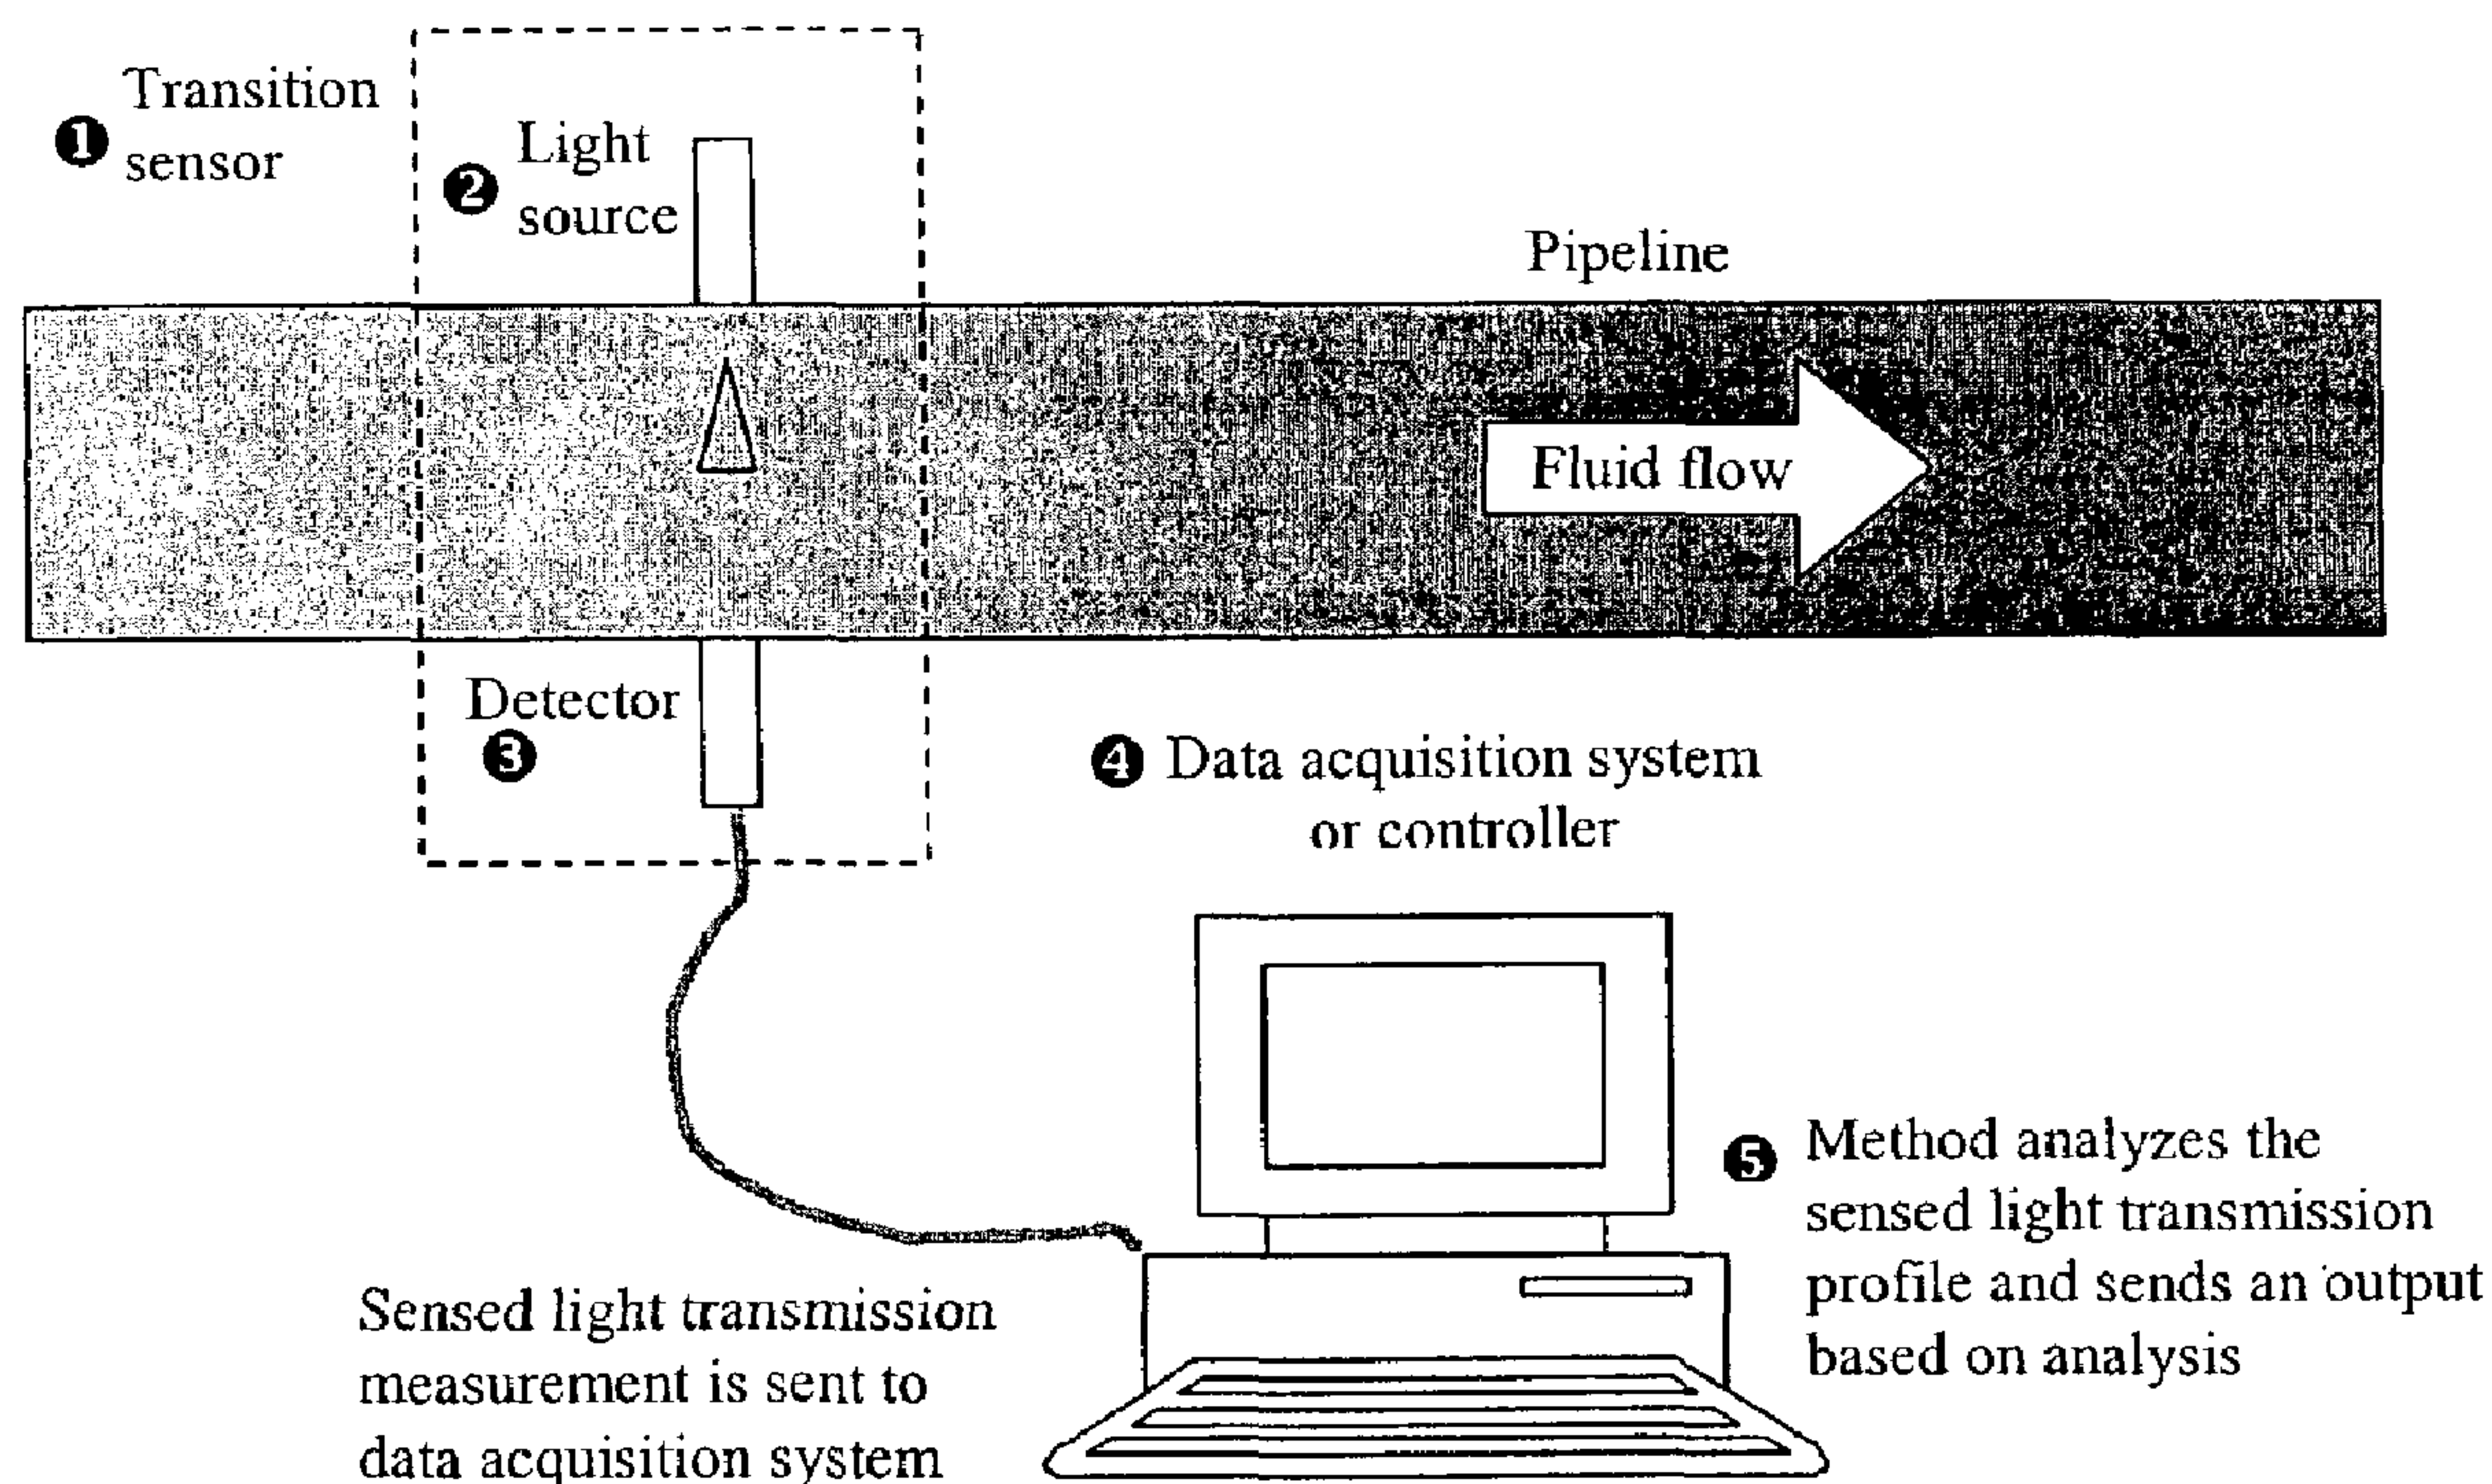 ❶ Transition
sensor
❷ Light
source
Pipeline
Fluid flow
Detector
❸
❹ Data acquisition system
or controller
❺ Method analyzes the
sensed light transmission
profile and sends an output
based on analysis
Sensed light transmission
measurement is sent to
data acquisition system